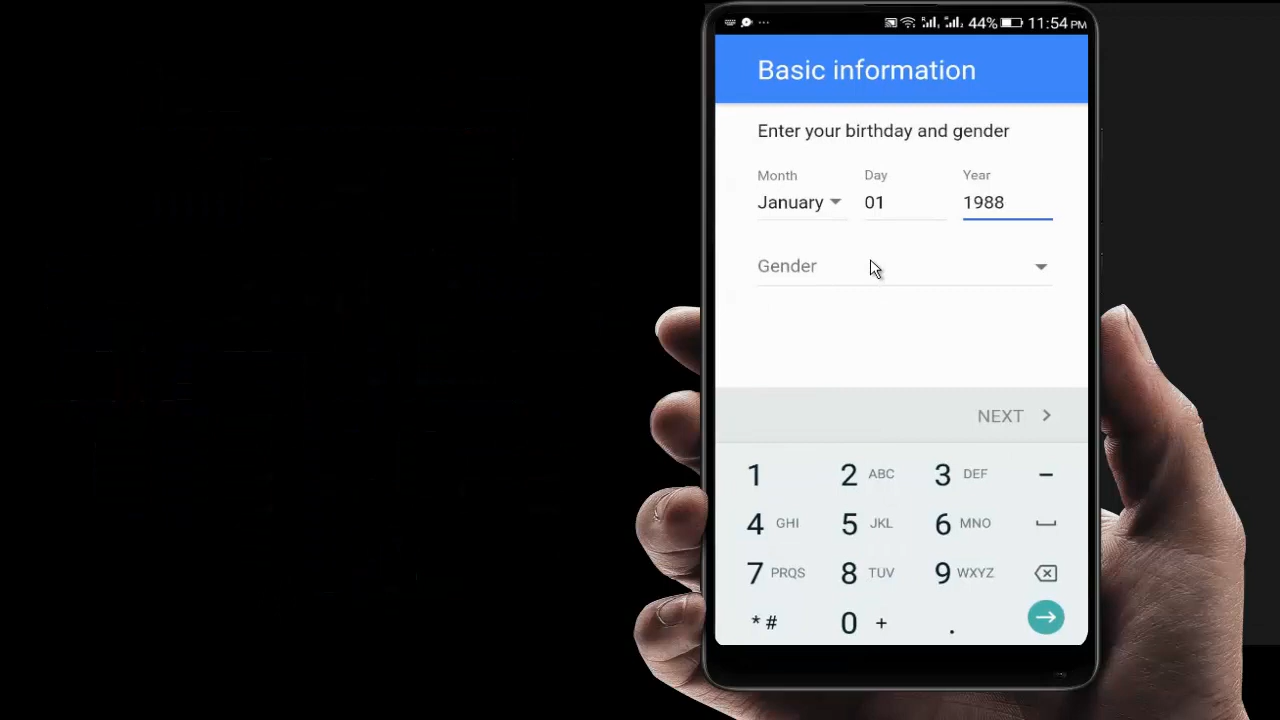 44% 11:54 PM
Basic information
Enter your birthday and gender
Month Day Year
January 01 1988
Gender
NEXT
1 2 ABC 3 DEF -
4 GHI 5 JKL 6 MNO
7 PRQS 8 TUV 9 WXYZ
*# 0 + .